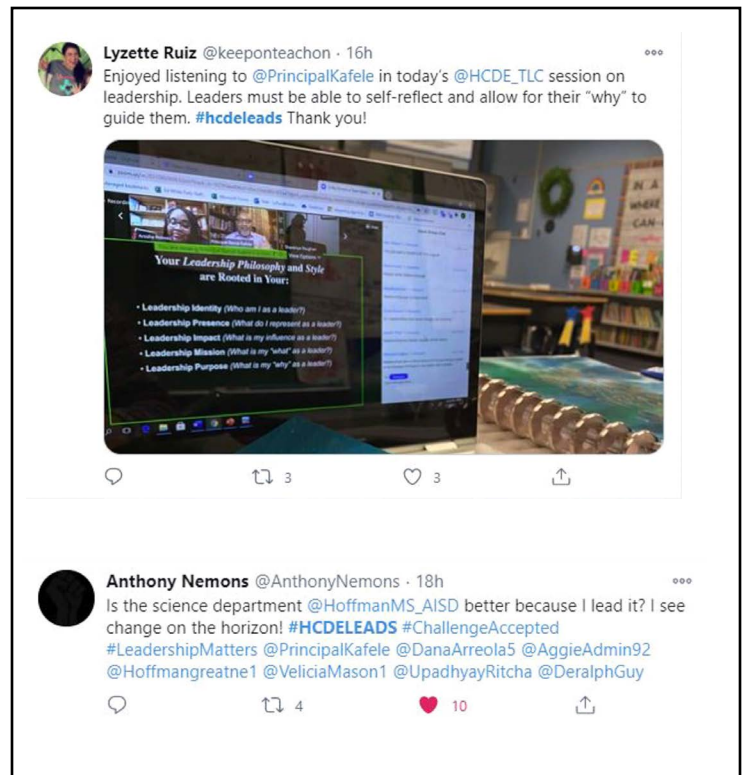 Lyzette Ruiz @keeponteachon · 16h
Enjoyed listening to @PrincipalKafele in today's @HCDE_TLC session on
leadership. Leaders must be able to self-reflect and allow for their "why" to
guide them. #hcdeleads Thank you!
Your Leadership Philosophy and Style
are Rooted in Your:
• Leadership Identity (Who am I as a leader?)
• Leadership Presence (What do I represent as a leader?)
• Leadership Impact (What is my influence as a leader?)
• Leadership Mission (What is my "what" as a leader?)
• Leadership Purpose (What is my "why" as a leader?)
IN A
WHERE
CAN
3
3
Anthony Nemons @AnthonyNemons · 18h
Is the science department @HoffmanMS_AISD better because I lead it? I see
change on the horizon! #HCDELEADS #ChallengeAccepted
#LeadershipMatters @PrincipalKafele @DanaArreola5 @AggieAdmin92
@Hoffmangreatne1 @VeliciaMason1 @UpadhyayRitcha @DeralphGuy
4
10